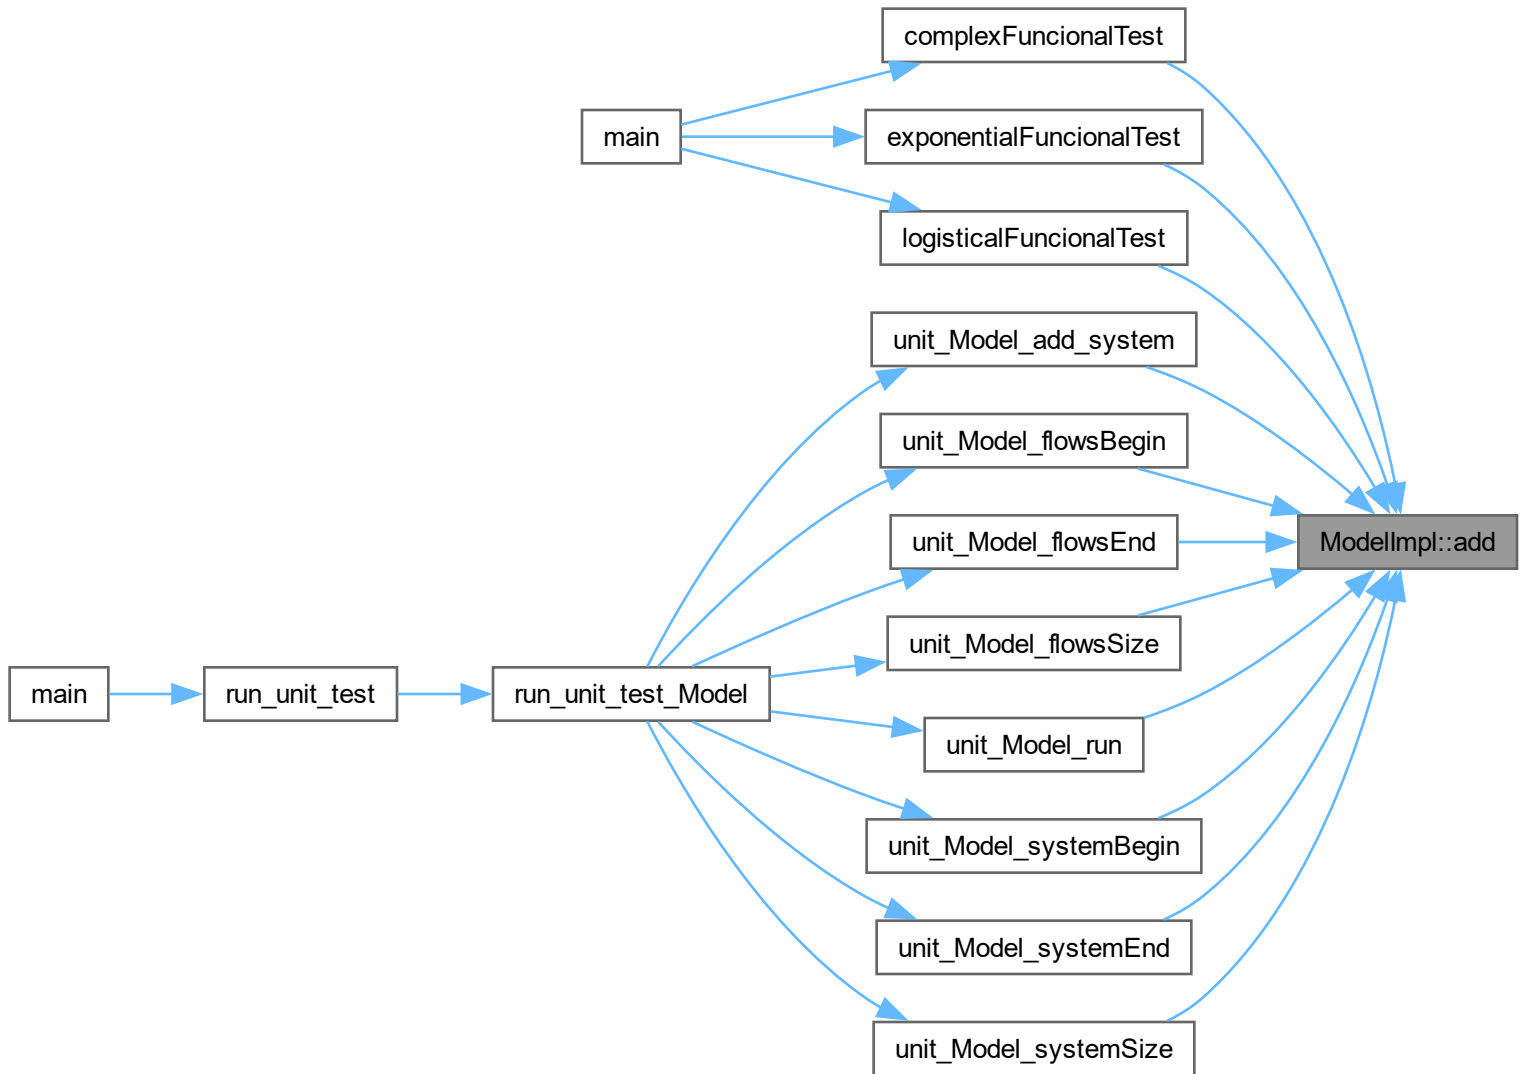 complexFuncionalTest
main
exponentialFuncionalTest
logisticalFuncionalTest
unit_Model_add_system
unit_Model_flowsBegin
unit_Model_flowsEnd
ModelImpl::add
unit_Model_flowsSize
main
run_unit_test
run_unit_test_Model
unit_Model_run
unit_Model_systemBegin
unit_Model_systemEnd
unit_Model_systemSize